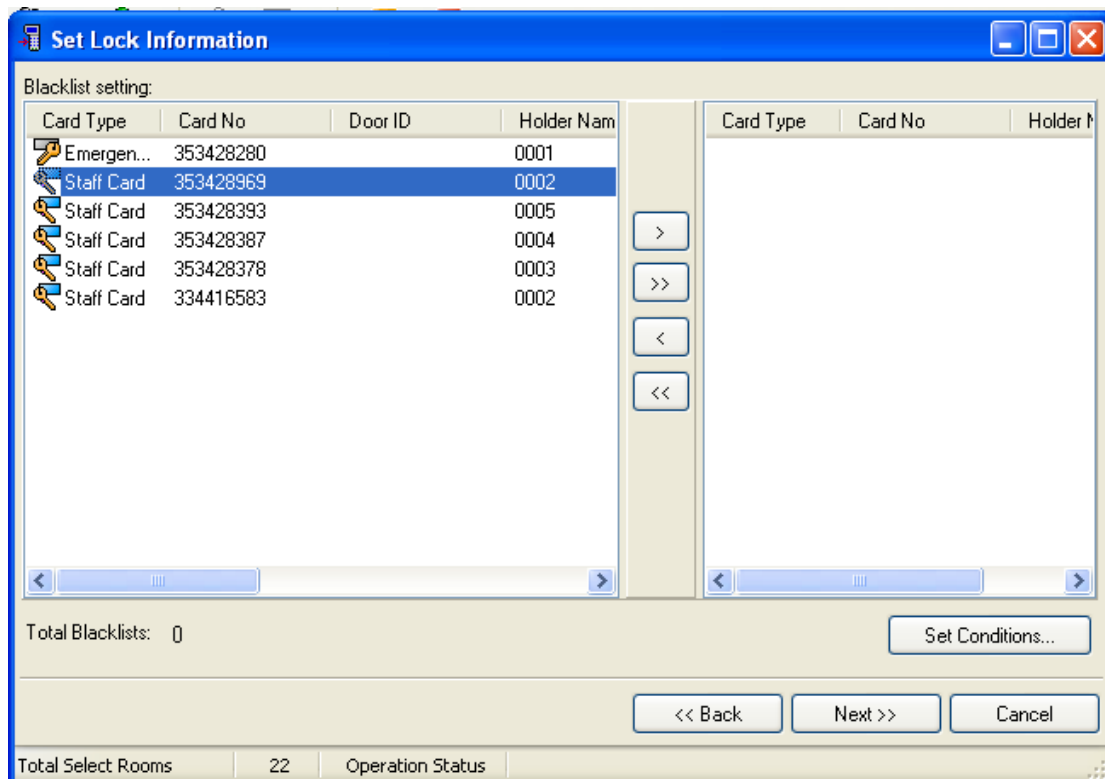 Set Lock Information
Blacklist setting:
Card Type Card No Door ID Holder Nam
Emergen... 353428280 0001
Staff Card 353428969 0002
Staff Card 353428393 0005
Staff Card 353428387 0004
Staff Card 353428378 0003
Staff Card 334416583 0002
>
>>
<
<<
Card Type Card No Holder N
Total Blacklists: 0
Set Conditions...
<< Back Next >> Cancel
Total Select Rooms 22 Operation Status